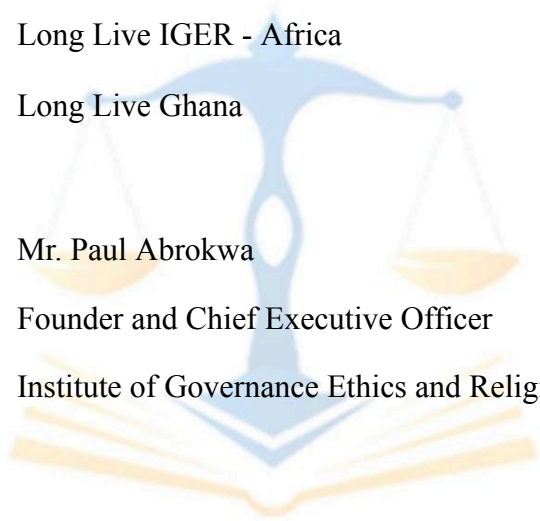 Long Live IGER - Africa
Long Live Ghana
Mr. Paul Abrokwa
Founder and Chief Executive Officer
Institute of Governance Ethics and Relig